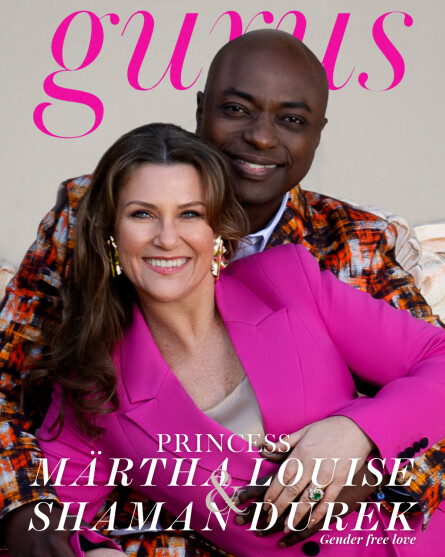 gurus
PRINCESS
MÄRTHA LOUISE
&
SHAMAN DUREK
Gender free love